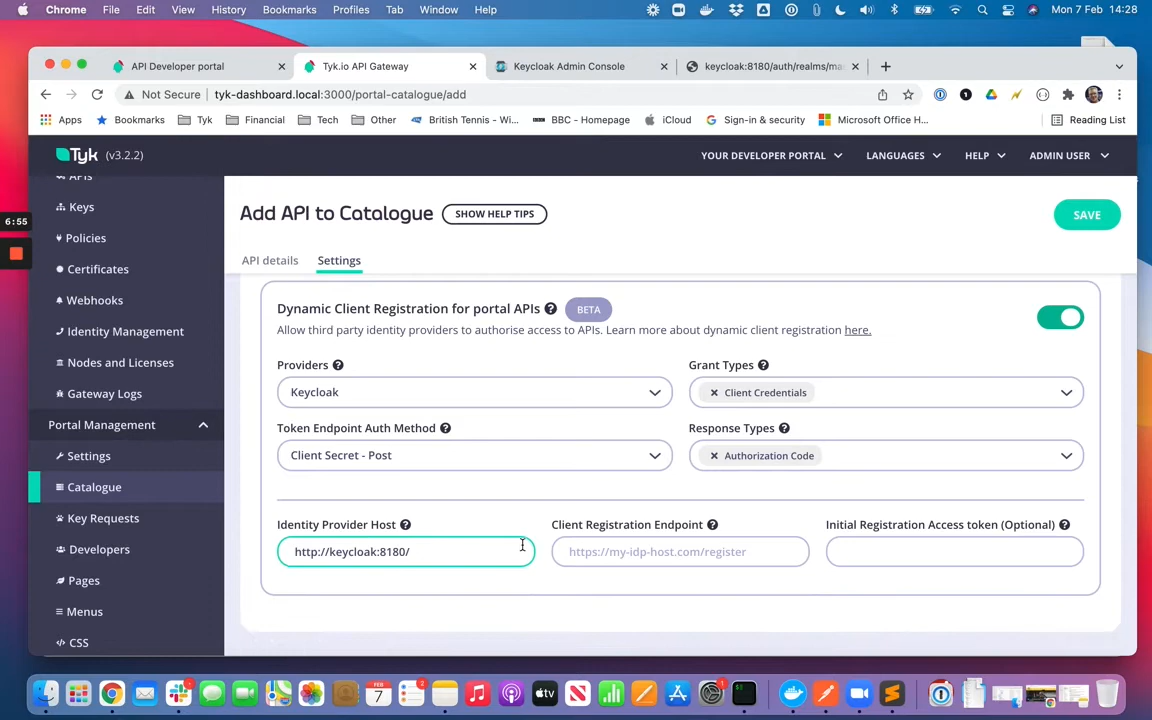 Chrome File Edit View History Bookmarks Profiles Tab Window Help Mon 7 Feb 14:28
API Developer portal Tyk.io API Gateway Keycloak Admin Console keycloak:8180/auth/realms/ma
Not Secure tyk-dashboard.local:3000/portal-catalogue/add
Apps Bookmarks Tyk Financial Tech Other British Tennis - Wi... BBC - Homepage iCloud Sign-in & security Microsoft Office H... Reading List
Tyk (v3.2.2) YOUR DEVELOPER PORTAL LANGUAGES HELP ADMIN USER
APIs
Keys
Policies
Certificates
Webhooks
Identity Management
Nodes and Licenses
Gateway Logs
Portal Management
Settings
Catalogue
Key Requests
Developers
Pages
Menus
CSS
6:55
Add API to Catalogue SHOW HELP TIPS SAVE
API details Settings
Dynamic Client Registration for portal APIs BETA
Allow third party identity providers to authorise access to APIs. Learn more about dynamic client registration here.
Providers Grant Types
Keycloak Client Credentials
Token Endpoint Auth Method Response Types
Client Secret - Post Authorization Code
Identity Provider Host Client Registration Endpoint Initial Registration Access token (Optional)
http://keycloak:8180/ https://my-idp-host.com/register